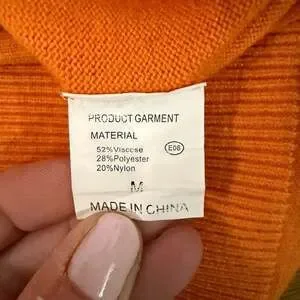 PRODUCT GARMENT
MATERIAL
52%Viscose
28%Polyester
20%Nylon
E08
M
MADE IN CHINA